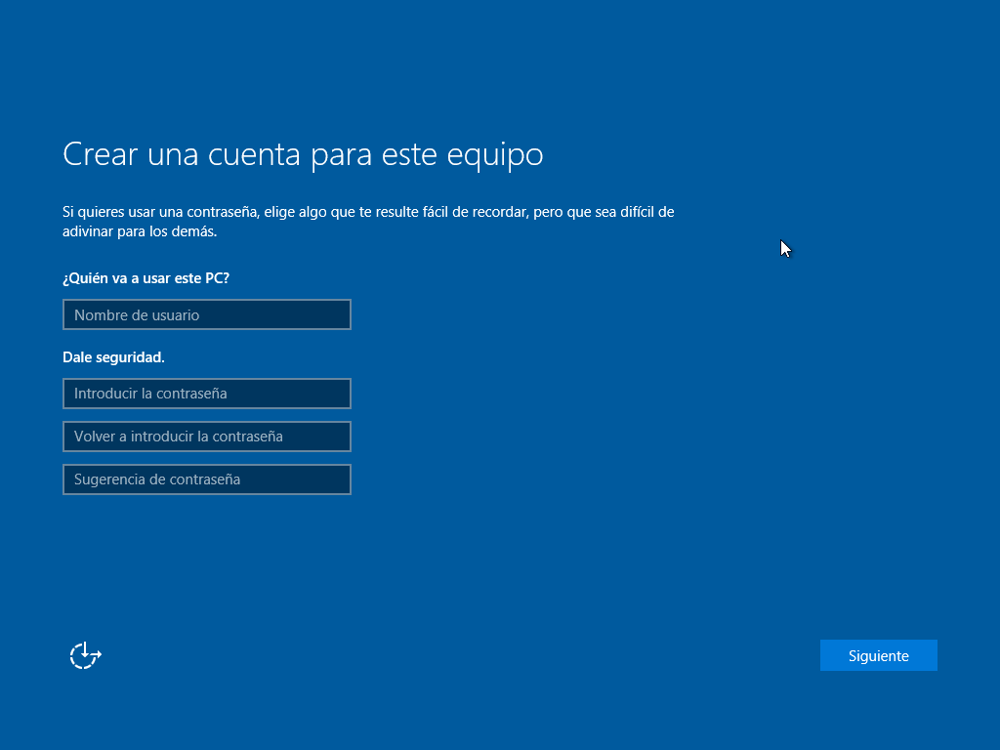 Crear una cuenta para este equipo
Si quieres usar una contraseña, elige algo que te resulte fácil de recordar, pero que sea difícil de
adivinar para los demás.
¿Quién va a usar este PC?
Nombre de usuario
Dale seguridad.
Introducir la contraseña
Volver a introducir la contraseña
Sugerencia de contraseña
Siguiente